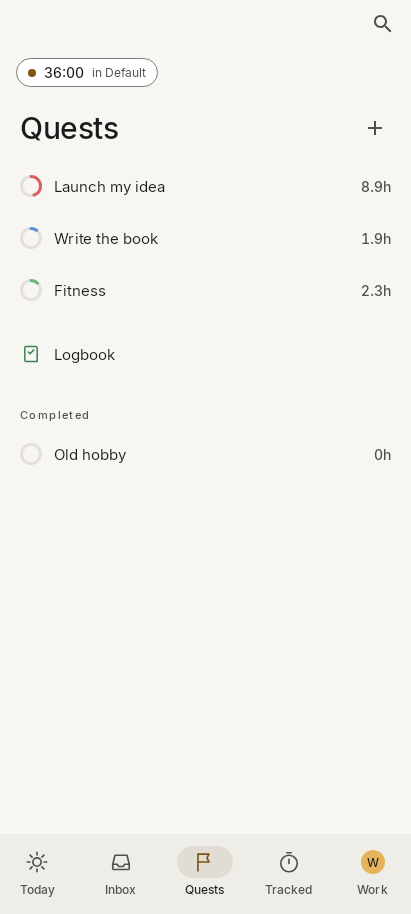 36:00 in Default
Quests
Launch my idea 8.9h
Write the book 1.9h
Fitness 2.3h
Logbook
Completed
Old hobby 0h
W
Today Inbox Quests Tracked Work